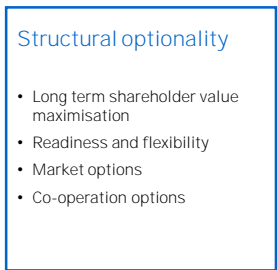 Structural optionality
• Long term shareholder value
maximisation
• Readiness and flexibility
• Market options
• Co-operation options